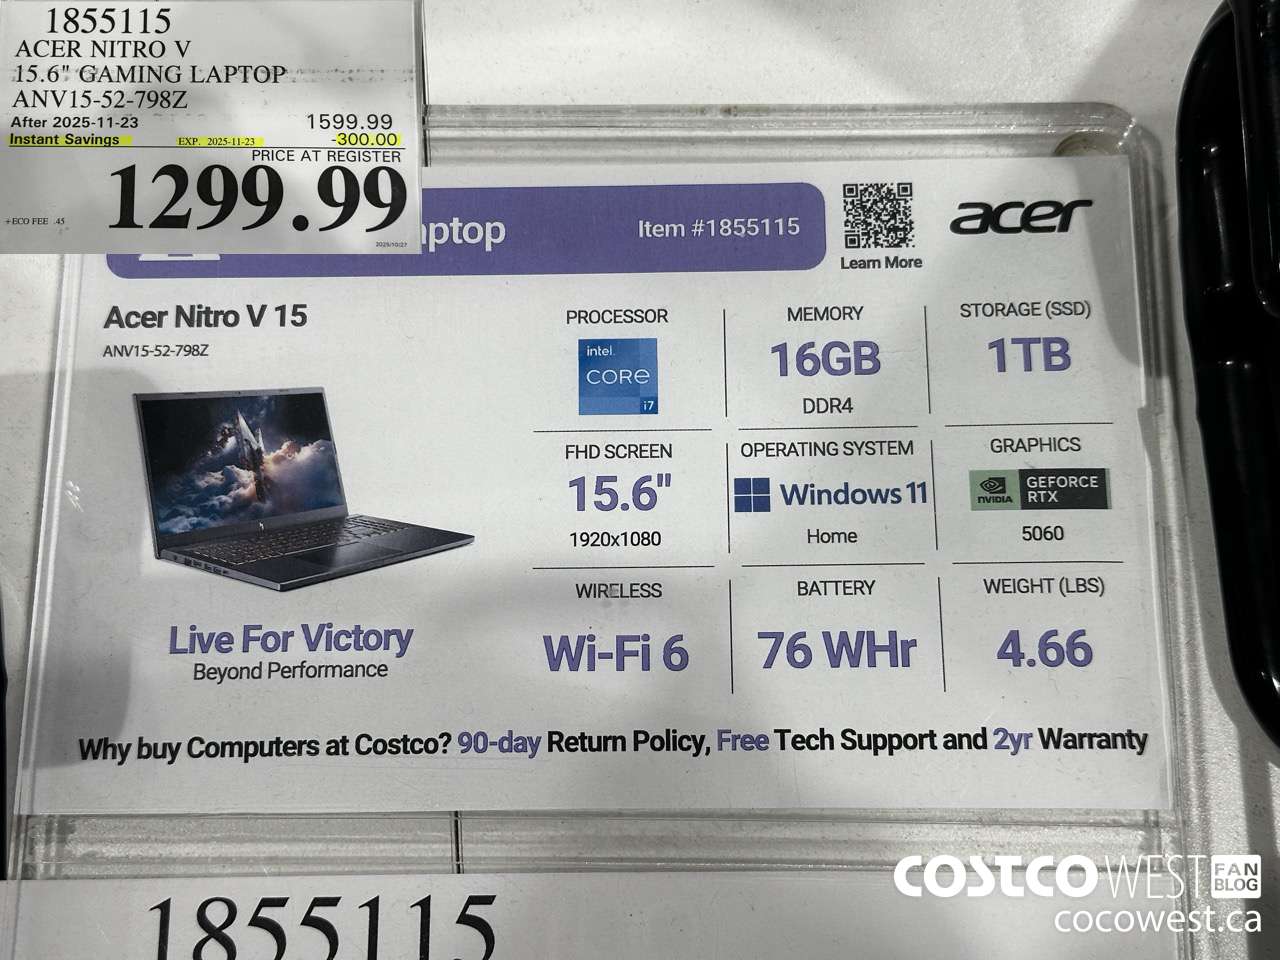 1855115
ACER NITRO V
15.6" GAMING LAPTOP
ANV15-52-798Z
After 2025-11-23 1599.99
Instant Savings EXP. 2025-11-23 -300.00
PRICE AT REGISTER
1299.99
+ECO FEE .45
2025/10/27
aptop
Item #1855115
Learn More
acer
Acer Nitro V 15
ANV15-52-798Z
PROCESSOR
intel.
CORE
i7
MEMORY
16GB
DDR4
STORAGE (SSD)
1TB
FHD SCREEN
15.6"
1920x1080
OPERATING SYSTEM
Windows 11
Home
GRAPHICS
NVIDIA
GEFORCE
RTX
5060
WIRELESS
Wi-Fi 6
BATTERY
76 WHr
WEIGHT (LBS)
4.66
Live For Victory
Beyond Performance
Why buy Computers at Costco? 90-day Return Policy, Free Tech Support and 2yr Warranty
1855115
COSTCO WEST FAN BLOG
cocowest.ca